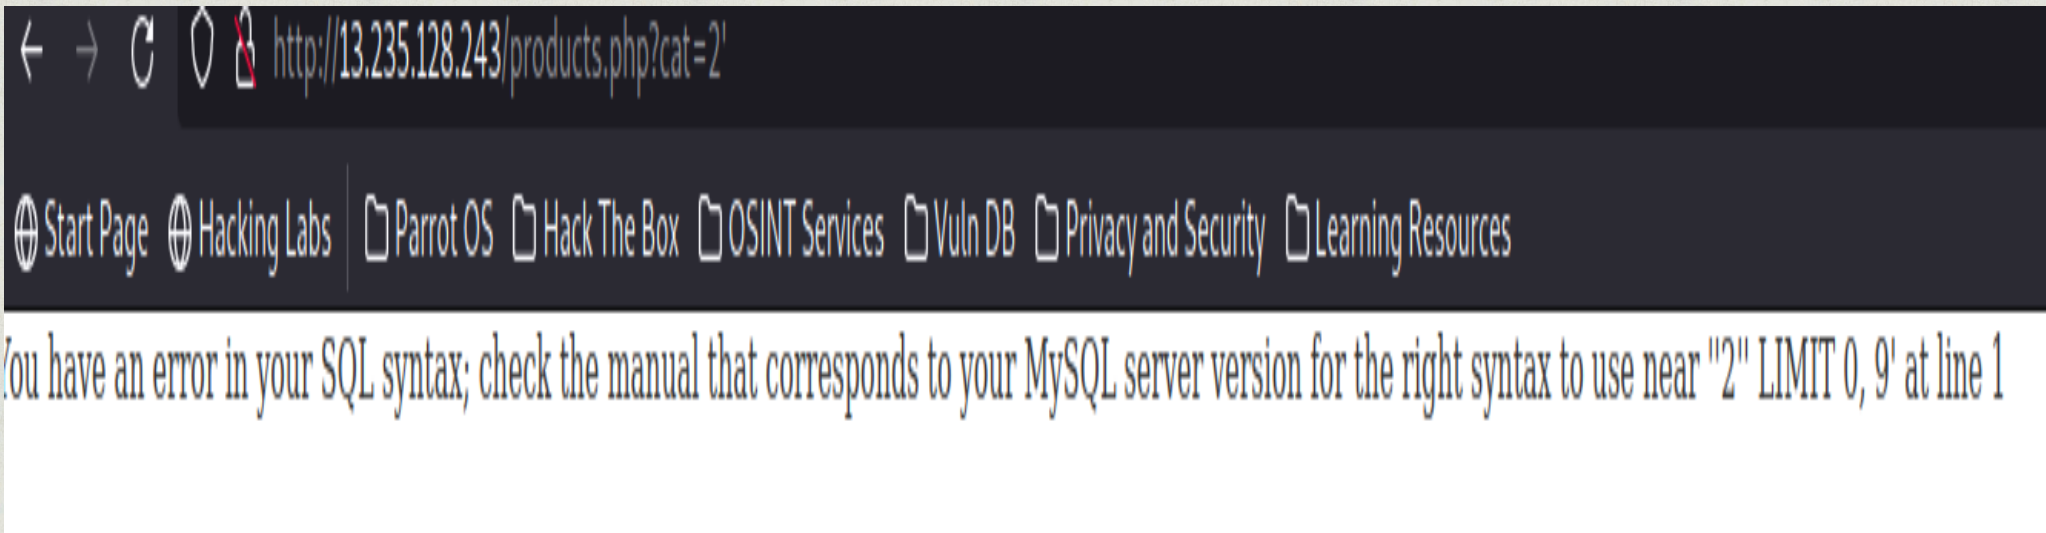 http://13.235.128.243/products.php?cat=2'
Start Page Hacking Labs Parrot OS Hack The Box OSINT Services Vuln DB Privacy and Security Learning Resources
You have an error in your SQL syntax; check the manual that corresponds to your MySQL server version for the right syntax to use near ''2'' LIMIT 0, 9' at line 1